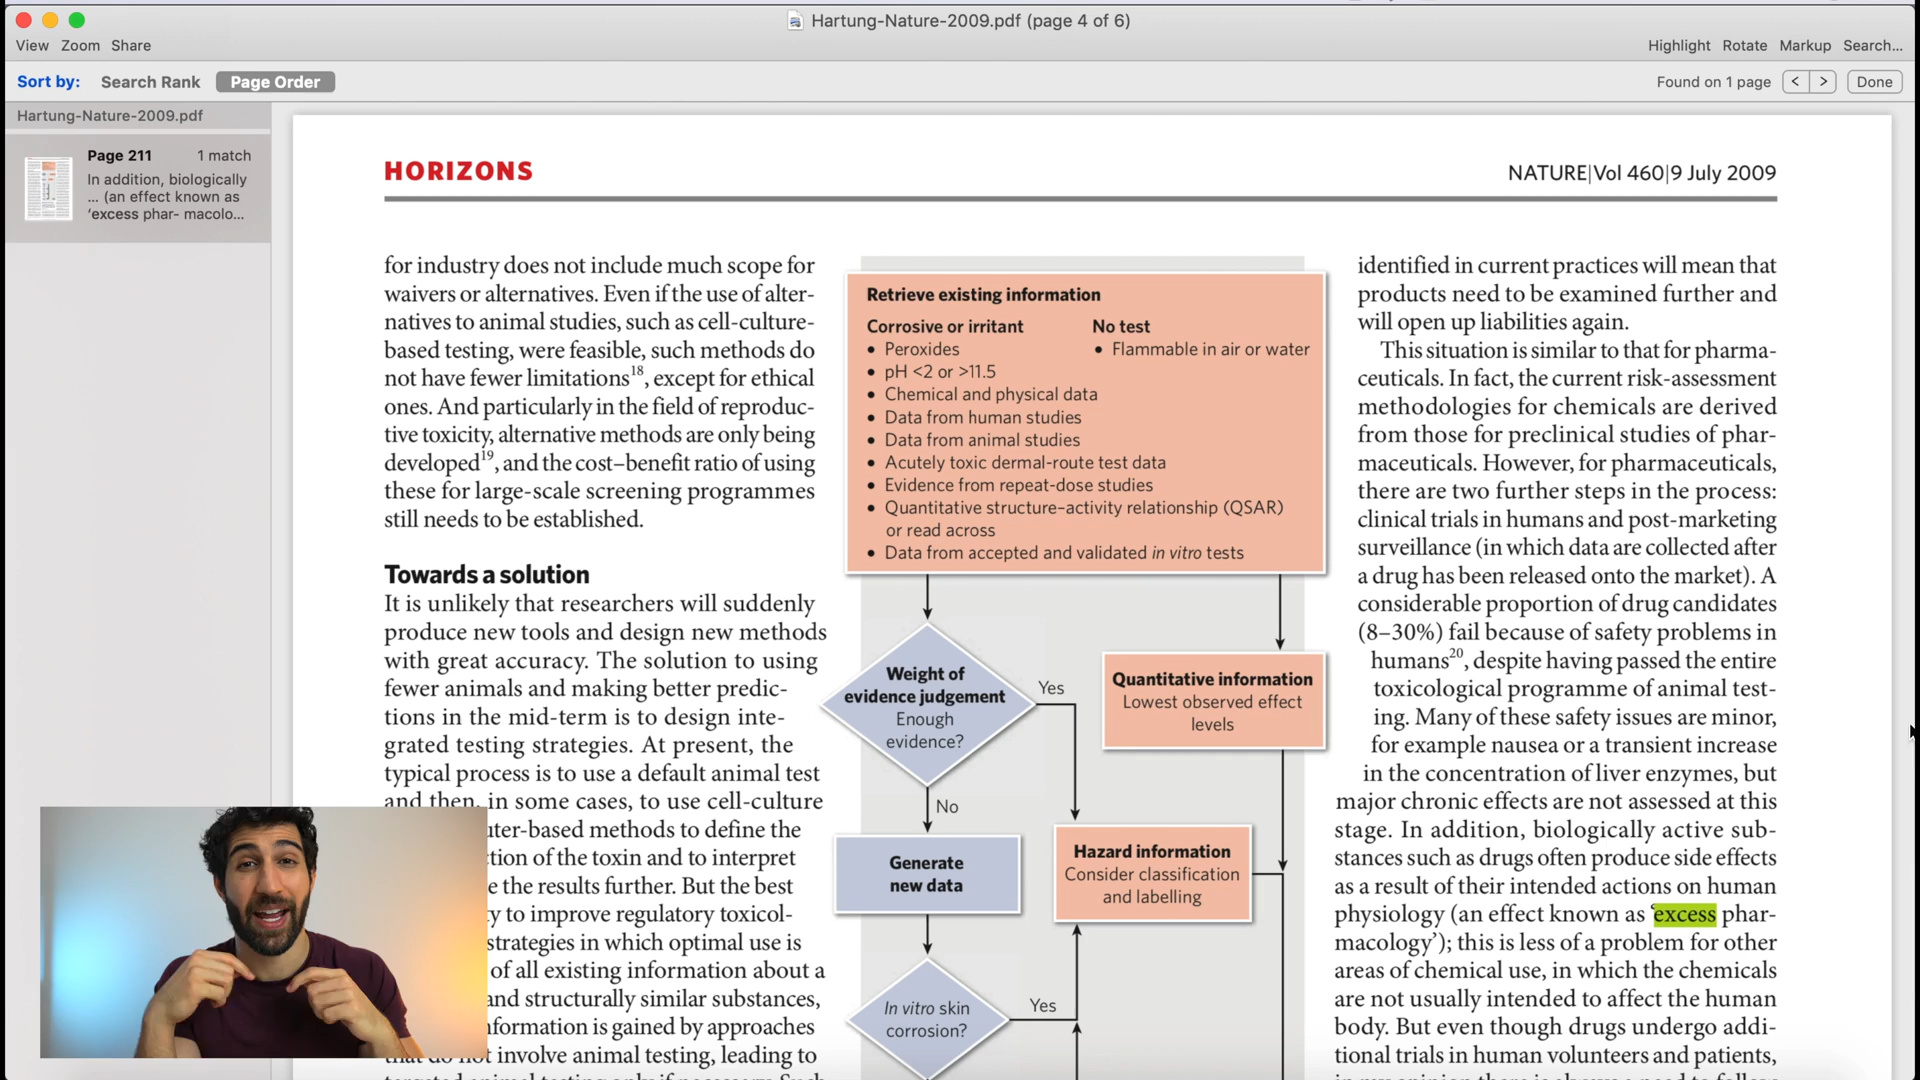 Hartung-Nature-2009.pdf (page 4 of 6)
View Zoom Share
Highlight Rotate Markup Search...
Sort by: Search Rank Page Order
Found on 1 page < > Done
Hartung-Nature-2009.pdf
Page 211 1 match
In addition, biologically
... (an effect known as
‘excess phar- macolo...
HORIZONS
NATURE|Vol 460|9 July 2009
for industry does not include much scope for
waivers or alternatives. Even if the use of alter-
natives to animal studies, such as cell-culture-
based testing, were feasible, such methods do
not have fewer limitations18, except for ethical
ones. And particularly in the field of reproduc-
tive toxicity, alternative methods are only being
developed19, and the cost–benefit ratio of using
these for large-scale screening programmes
still needs to be established.
Towards a solution
It is unlikely that researchers will suddenly
produce new tools and design new methods
with great accuracy. The solution to using
fewer animals and making better predic-
tions in the mid-term is to design inte-
grated testing strategies. At present, the
typical process is to use a default animal test
and then, in some cases, to use cell-culture
uter-based methods to define the
tion of the toxin and to interpret
e the results further. But the best
y to improve regulatory toxicol-
strategies in which optimal use is
of all existing information about a
and structurally similar substances,
nformation is gained by approaches
that do not involve animal testing, leading to
Retrieve existing information
Corrosive or irritant
• Peroxides
• pH <2 or >11.5
• Chemical and physical data
• Data from human studies
• Data from animal studies
• Acutely toxic dermal-route test data
• Evidence from repeat-dose studies
• Quantitative structure–activity relationship (QSAR)
or read across
• Data from accepted and validated in vitro tests
No test
• Flammable in air or water
Weight of
evidence judgement
Enough
evidence?
Yes
No
Quantitative information
Lowest observed effect
levels
Generate
new data
Hazard information
Consider classification
and labelling
In vitro skin
corrosion?
Yes
identified in current practices will mean that
products need to be examined further and
will open up liabilities again.
This situation is similar to that for pharma-
ceuticals. In fact, the current risk-assessment
methodologies for chemicals are derived
from those for preclinical studies of phar-
maceuticals. However, for pharmaceuticals,
there are two further steps in the process:
clinical trials in humans and post-marketing
surveillance (in which data are collected after
a drug has been released onto the market). A
considerable proportion of drug candidates
(8–30%) fail because of safety problems in
humans20, despite having passed the entire
toxicological programme of animal test-
ing. Many of these safety issues are minor,
for example nausea or a transient increase
in the concentration of liver enzymes, but
major chronic effects are not assessed at this
stage. In addition, biologically active sub-
stances such as drugs often produce side effects
as a result of their intended actions on human
physiology (an effect known as ‘excess phar-
macology’); this is less of a problem for other
areas of chemical use, in which the chemicals
are not usually intended to affect the human
body. But even though drugs undergo addi-
tional trials in human volunteers and patients,